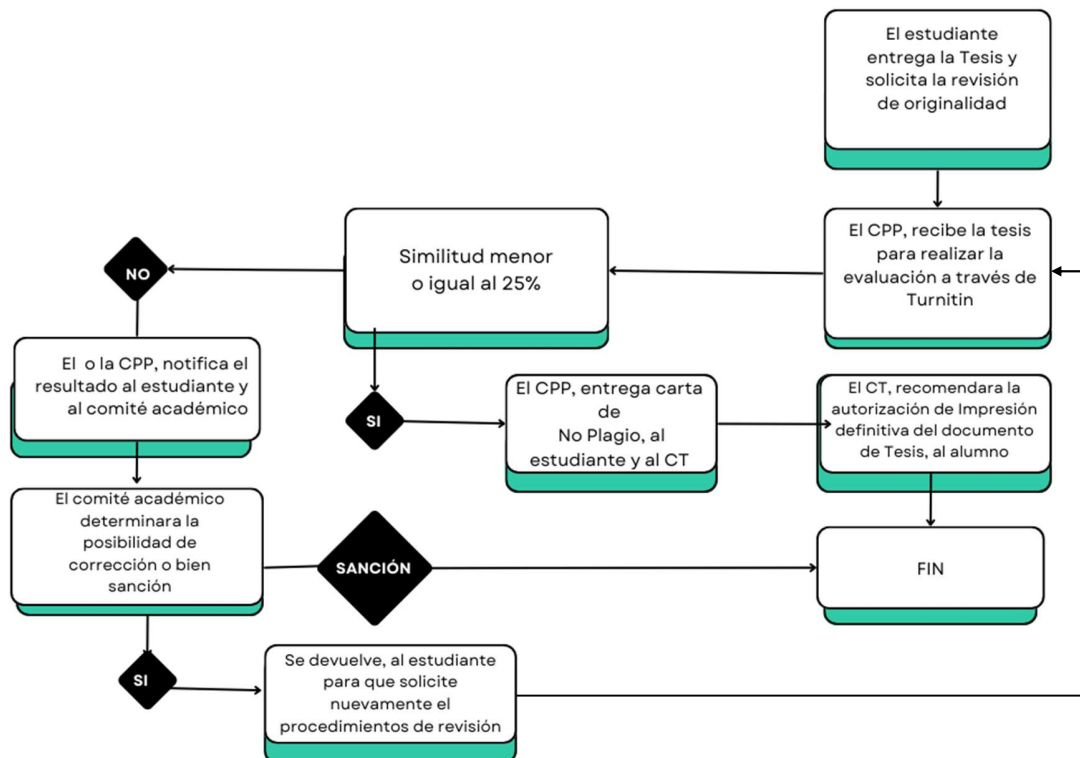 El estudiante
entrega la Tesis y
solicita la revisión
de originalidad
El CPP, recibe la tesis
para realizar la
evaluación a través de
Turnitin
Similitud menor
o igual al 25%
NO
El  o la CPP, notifica el
resultado al estudiante y
al comité académico
SI
El CPP, entrega carta
de
No Plagio, al
estudiante y al CT
El CT, recomendara la
autorización de Impresión
definitiva del documento
de Tesis, al alumno
El comité académico
determinara la
posibilidad de
corrección o bien
sanción
SANCIÓN
FIN
SI
Se devuelve, al estudiante
para que solicite
nuevamente el
procedimientos de revisión